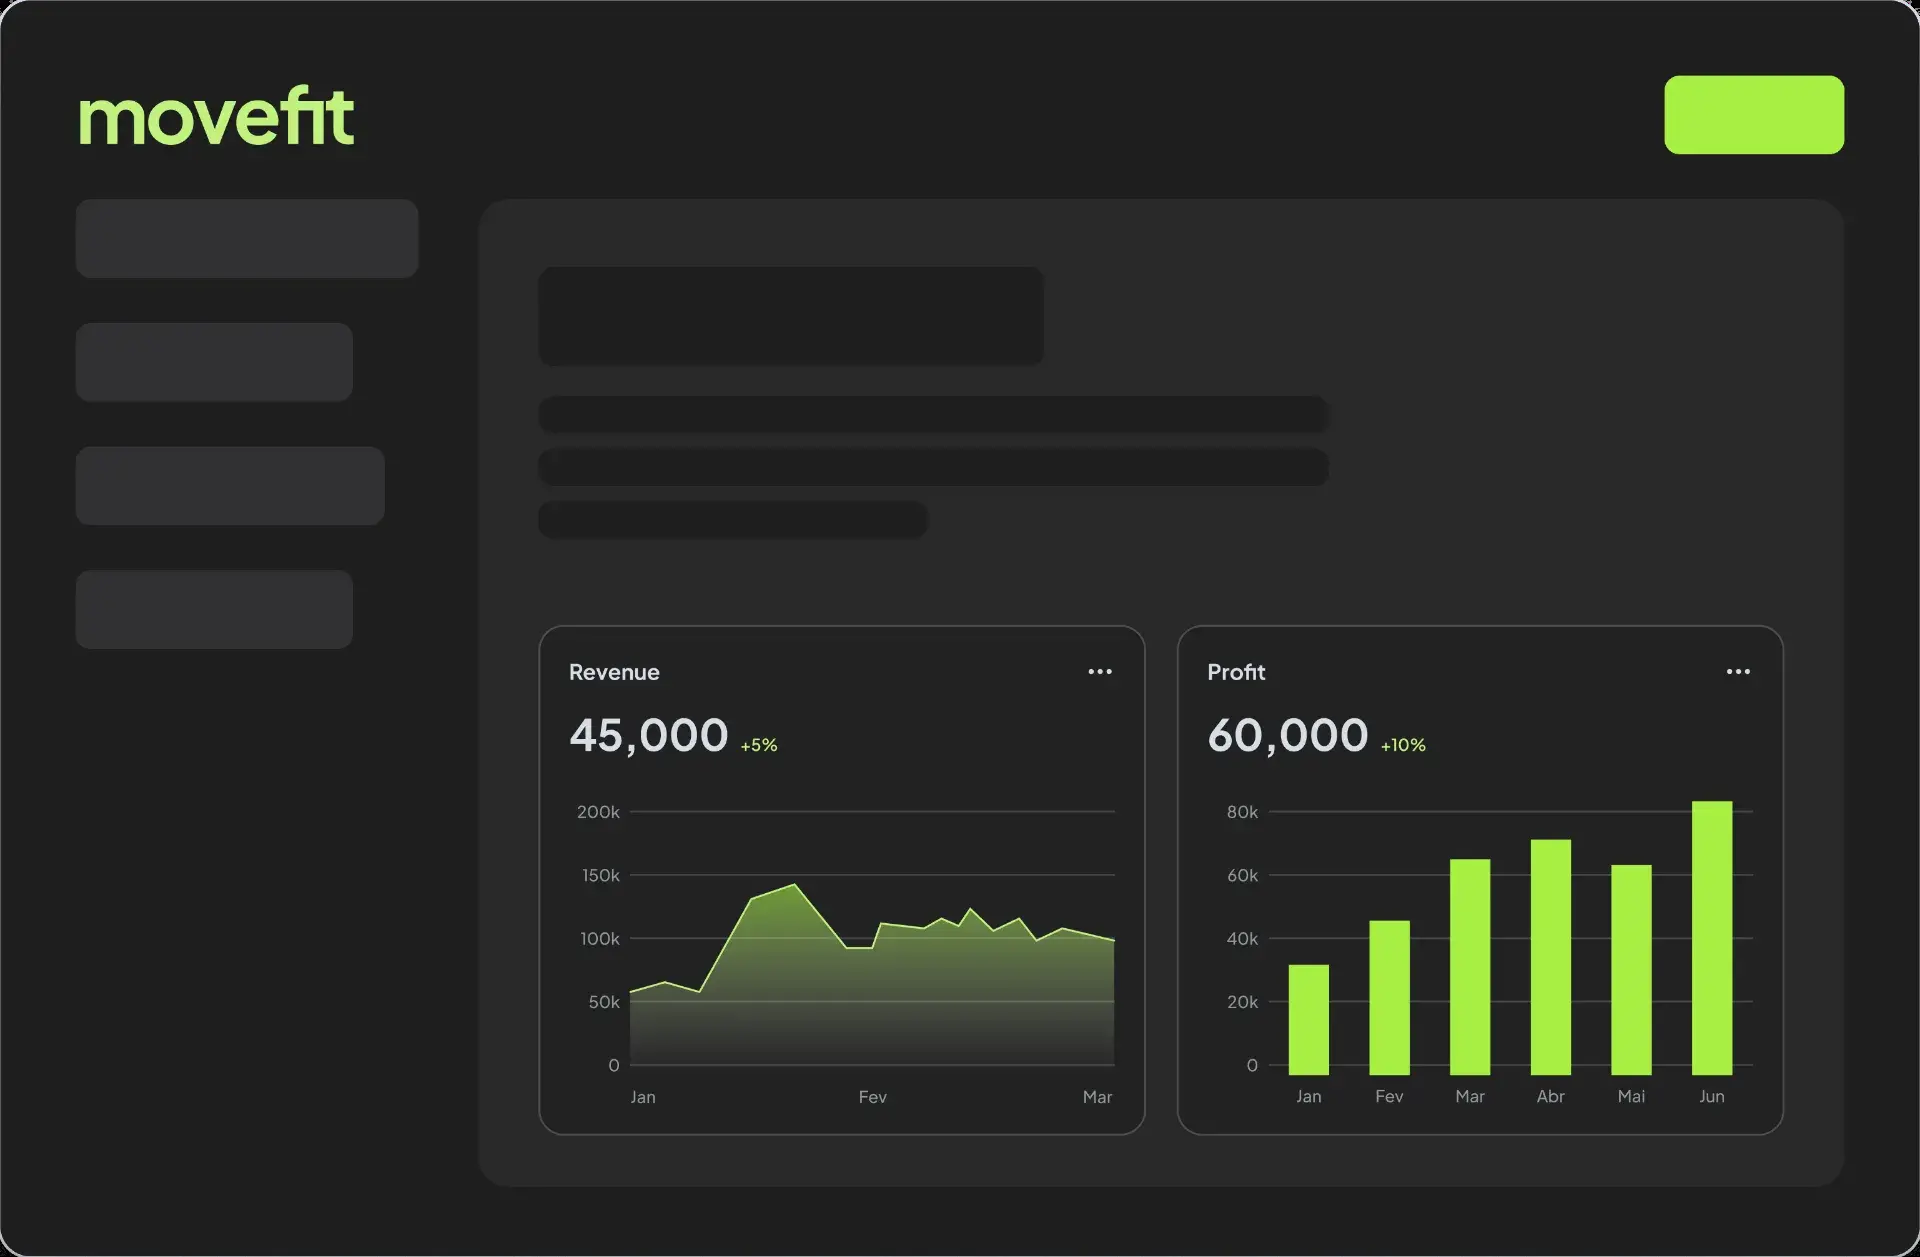 movefit
Revenue
45,000 +5%
200k
150k
100k
50k
0
Jan Fev Mar
Profit
60,000 +10%
80k
60k
40k
20k
0
Jan Fev Mar Abr Mai Jun